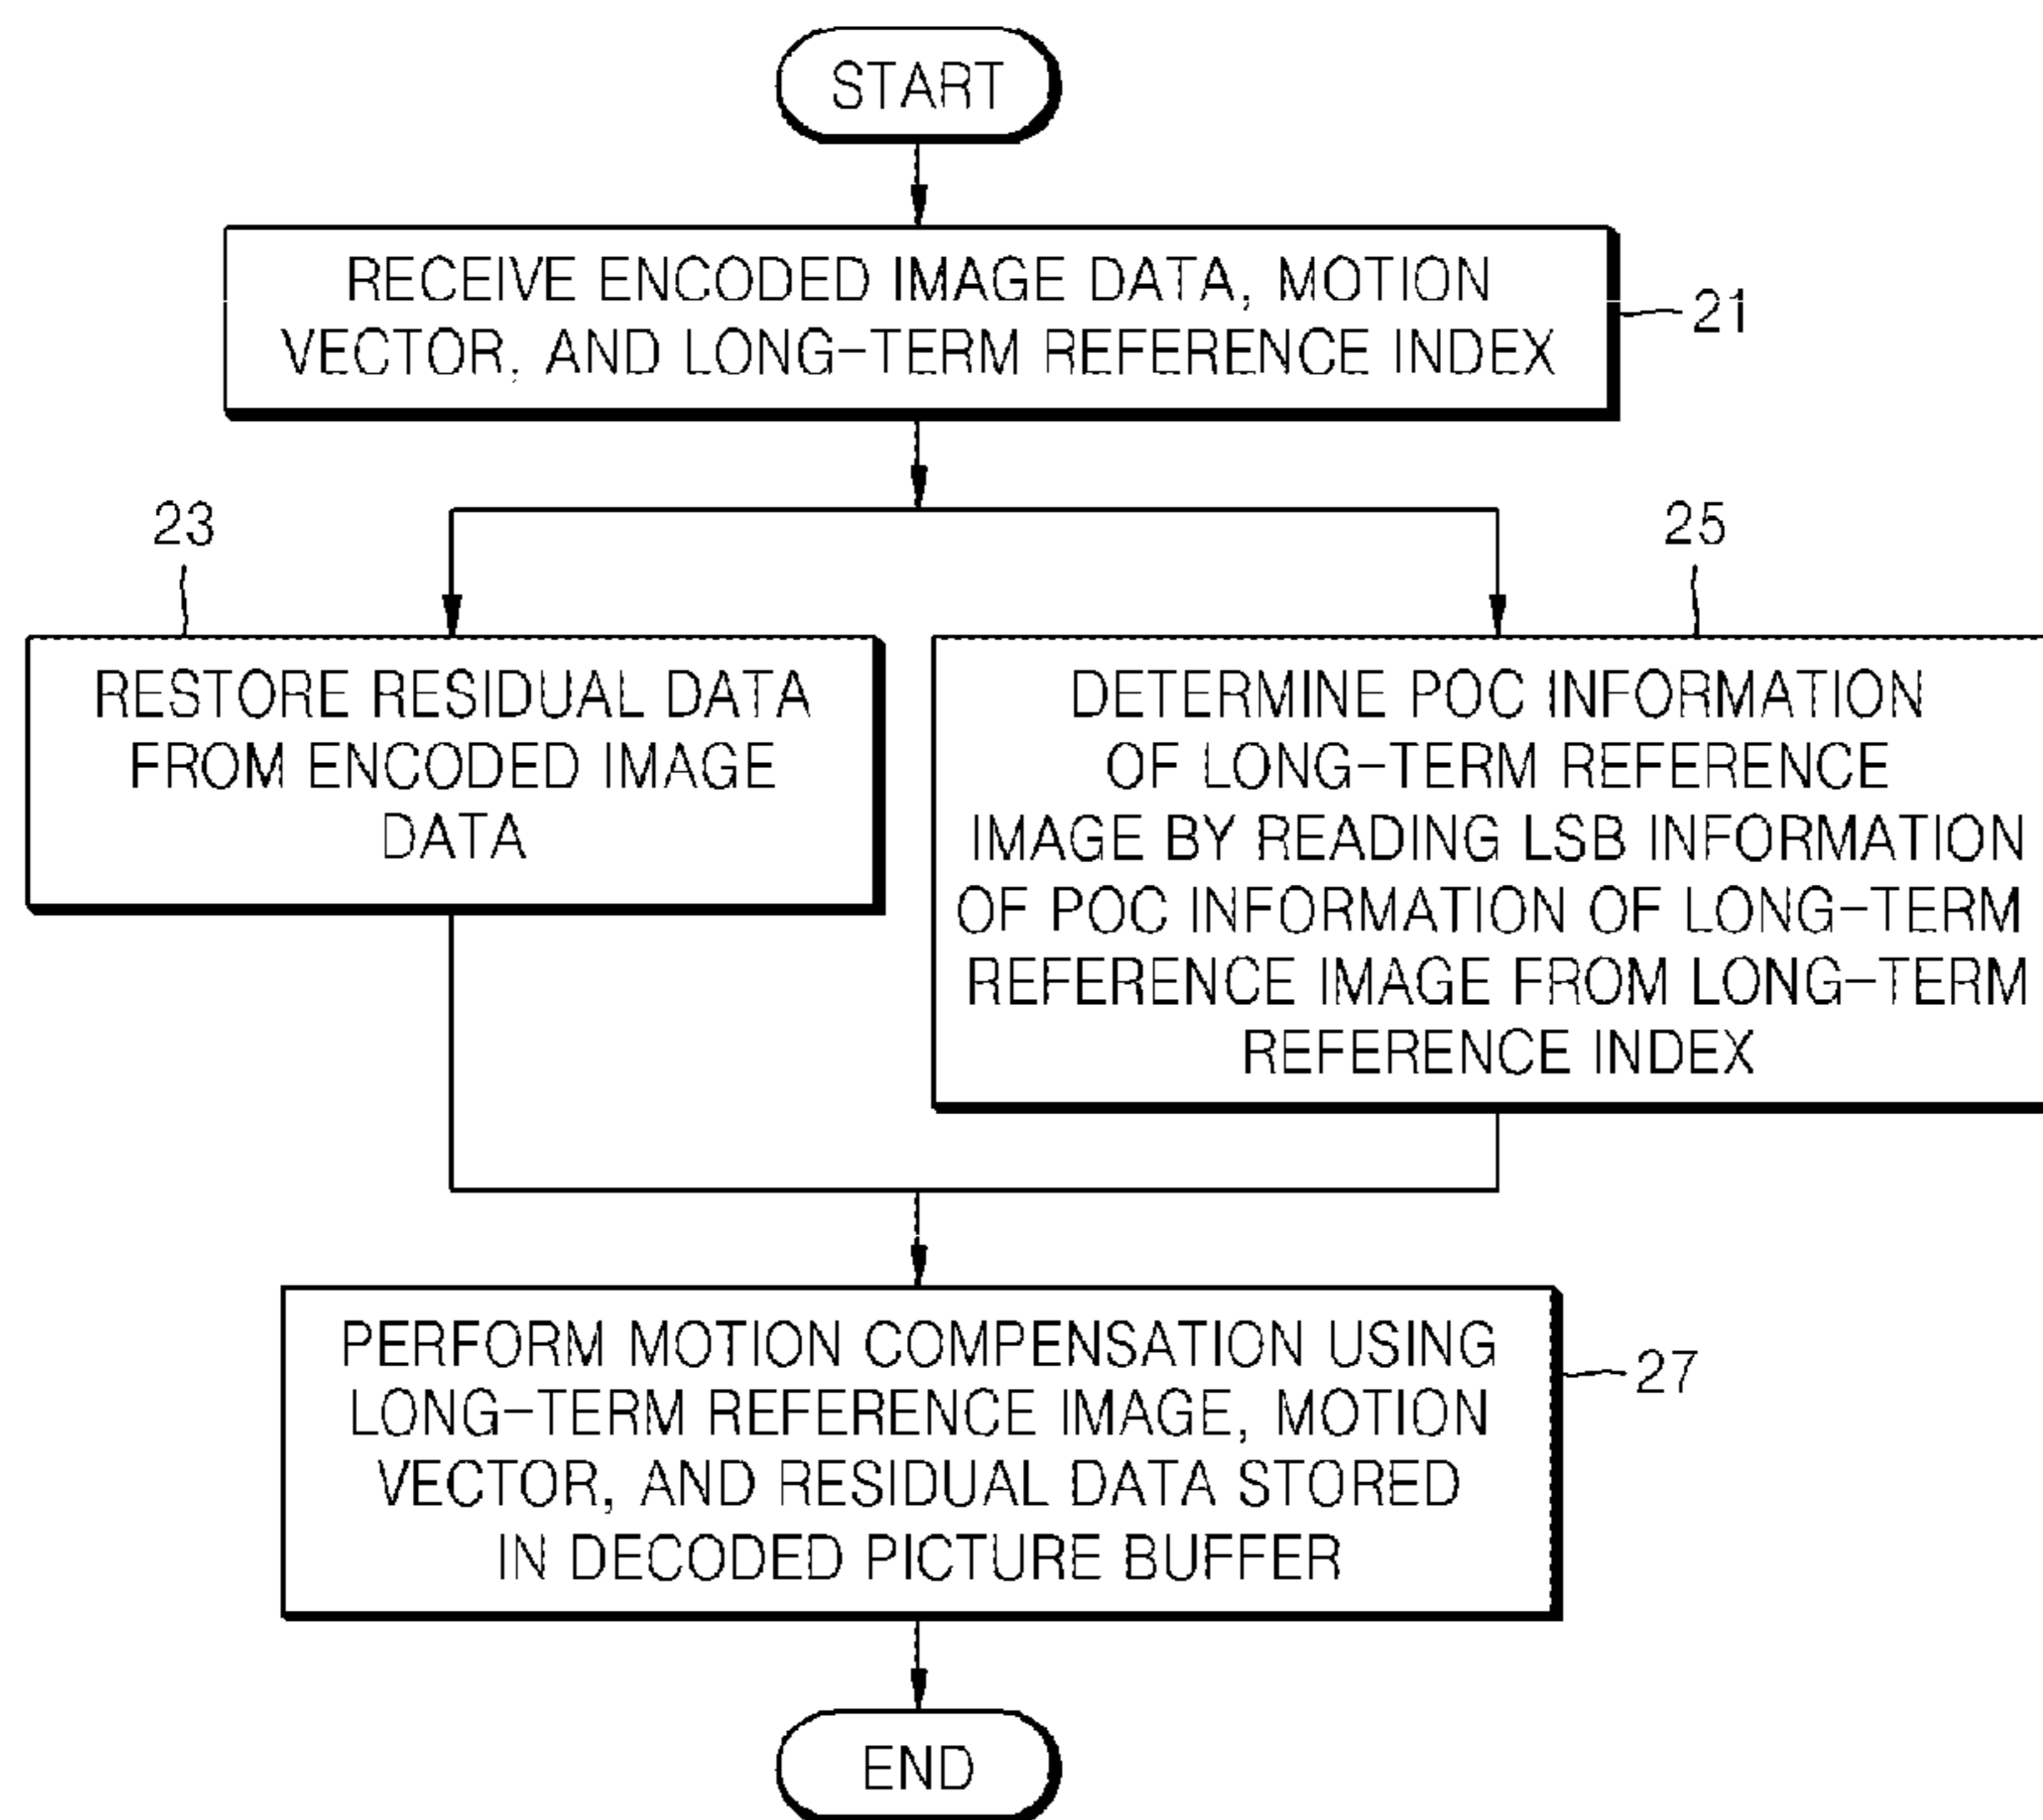 START
RECEIVE ENCODED IMAGE DATA, MOTION
VECTOR, AND LONG-TERM REFERENCE INDEX
21
23
RESTORE RESIDUAL DATA
FROM ENCODED IMAGE
DATA
25
DETERMINE POC INFORMATION
OF LONG-TERM REFERENCE
IMAGE BY READING LSB INFORMATION
OF POC INFORMATION OF LONG-TERM
REFERENCE IMAGE FROM LONG-TERM
REFERENCE INDEX
PERFORM MOTION COMPENSATION USING
LONG-TERM REFERENCE IMAGE, MOTION
VECTOR, AND RESIDUAL DATA STORED
IN DECODED PICTURE BUFFER
27
END